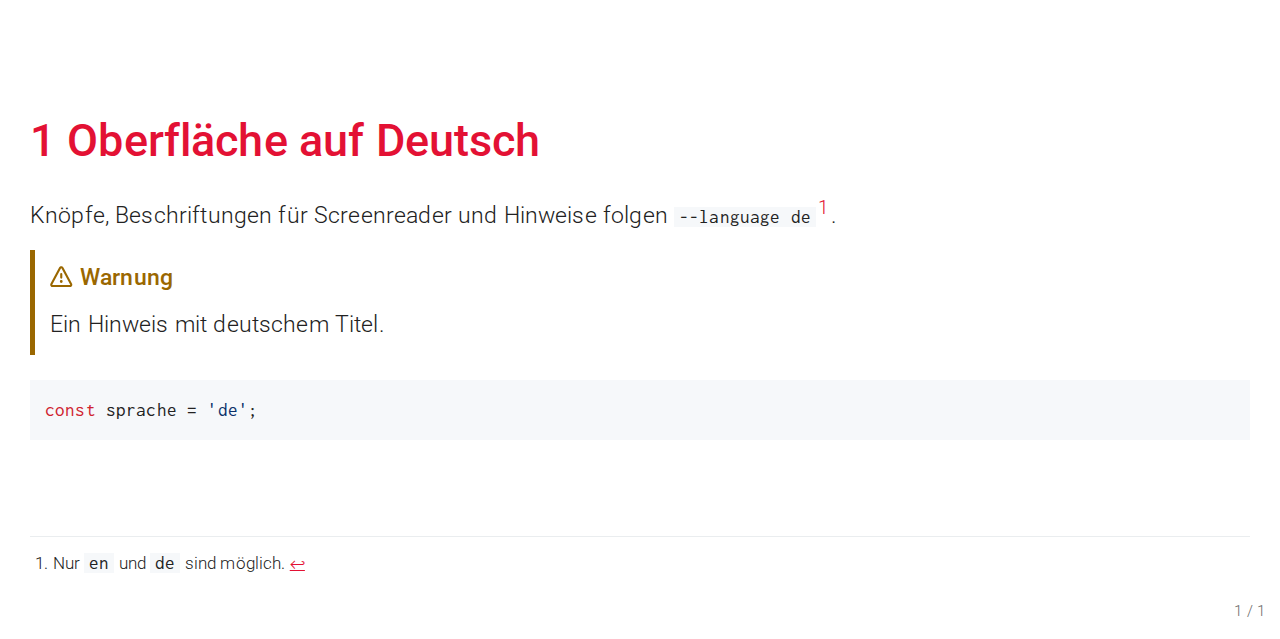 1 Oberfläche auf Deutsch
Knöpfe, Beschriftungen für Screenreader und Hinweise folgen --language de 1.
Warnung
Ein Hinweis mit deutschem Titel.
const sprache = 'de';
1. Nur en und de sind möglich. ↩
1 / 1